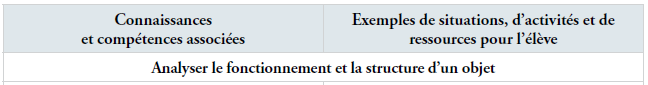 Connaissances
et compétences associées
Exemples de situations, d’activités et de
ressources pour l’élève
Analyser le fonctionnement et la structure d’un objet